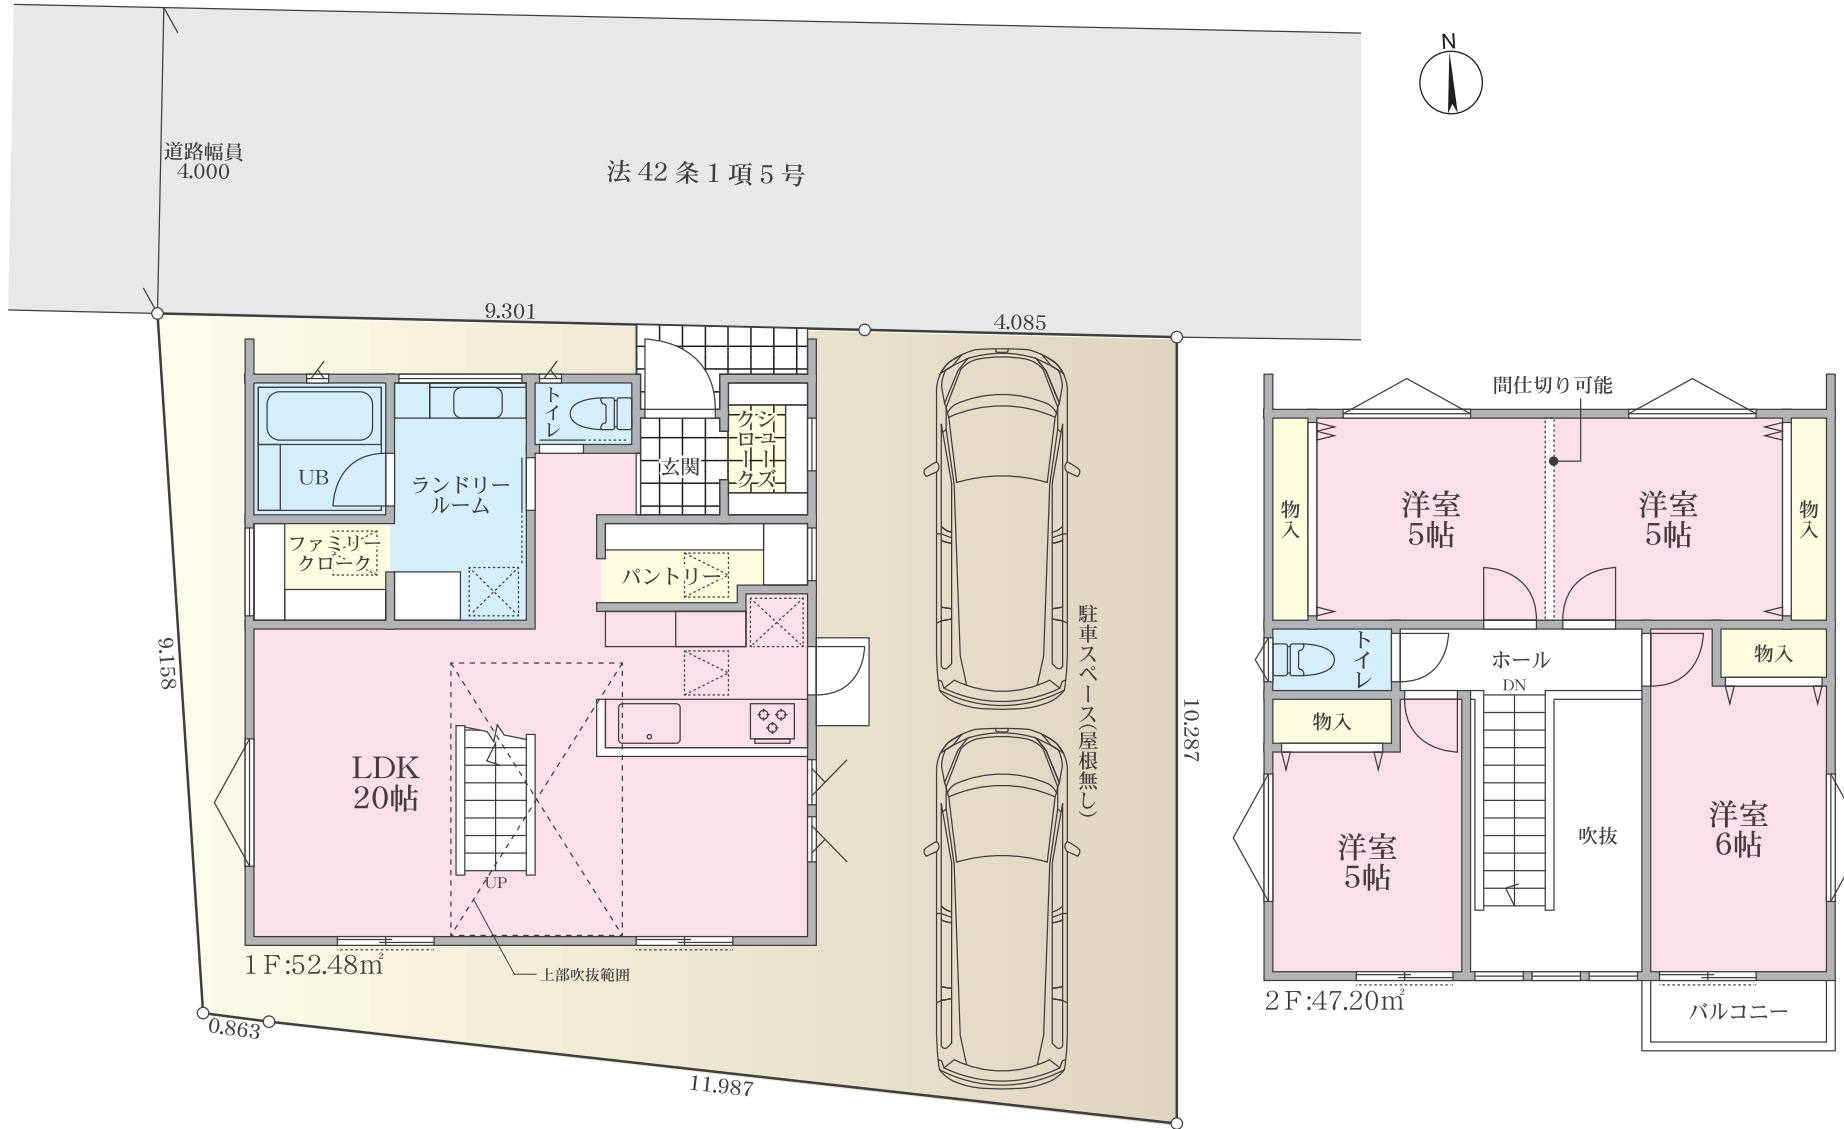 N
道路幅員
4.000
法42条1項5号
9.301
4.085
9.158
10.287
0.863
11.987
UB
ランドリー
ルーム
トイレ
玄関
シューズ
クローク
ファミリー
クローク
パントリー
LDK
20帖
UP
上部吹抜範囲
駐車スペース(屋根無し)
1F:52.48㎡
間仕切り可能
物入
洋室
5帖
洋室
5帖
物入
トイレ
ホール
DN
物入
物入
洋室
5帖
吹抜
洋室
6帖
バルコニー
2F:47.20㎡